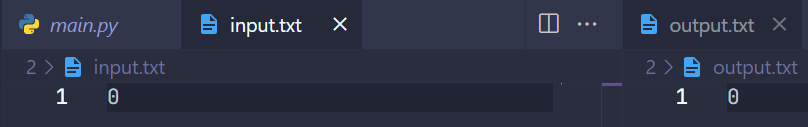 main.py input.txt output.txt
2 > input.txt 2 > output.txt
1 0 1 0